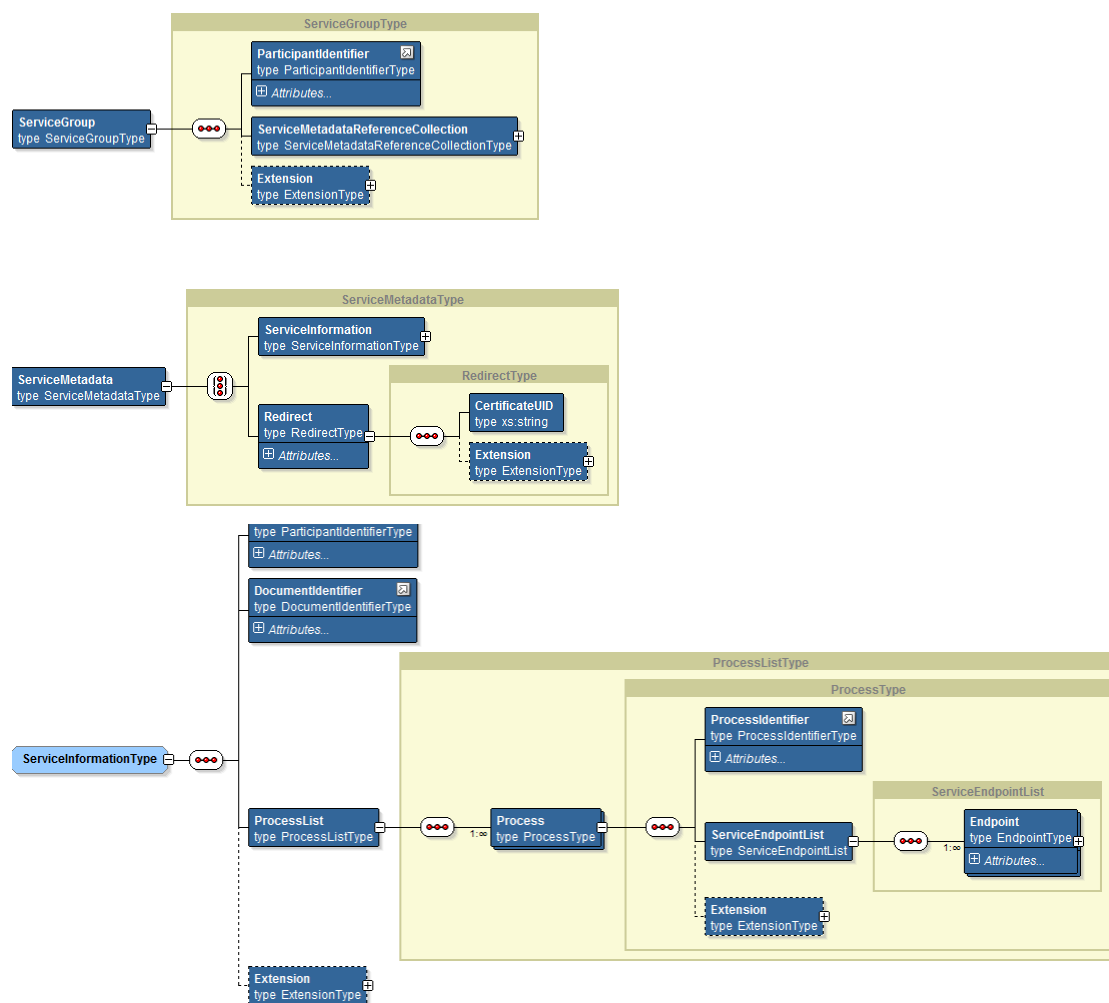 ServiceGroupType
ParticipantIdentifier
type ParticipantIdentifierType
Attributes...
ServiceGroup
type ServiceGroupType
ServiceMetadataReferenceCollection
type ServiceMetadataReferenceCollectionType
Extension
type ExtensionType
ServiceMetadataType
ServiceInformation
type ServiceInformationType
RedirectType
ServiceMetadata
type ServiceMetadataType
Redirect
type RedirectType
Attributes...
CertificateUID
type xs:string
Extension
type ExtensionType
type ParticipantIdentifierType
Attributes...
DocumentIdentifier
type DocumentIdentifierType
Attributes...
ProcessListType
ProcessType
ProcessIdentifier
type ProcessIdentifierType
Attributes...
ServiceInformationType
ServiceEndpointList
ProcessList
type ProcessListType
1:∞
Process
type ProcessType
ServiceEndpointList
type ServiceEndpointList
1:∞
Endpoint
type EndpointType
Attributes...
Extension
type ExtensionType
Extension
type ExtensionType